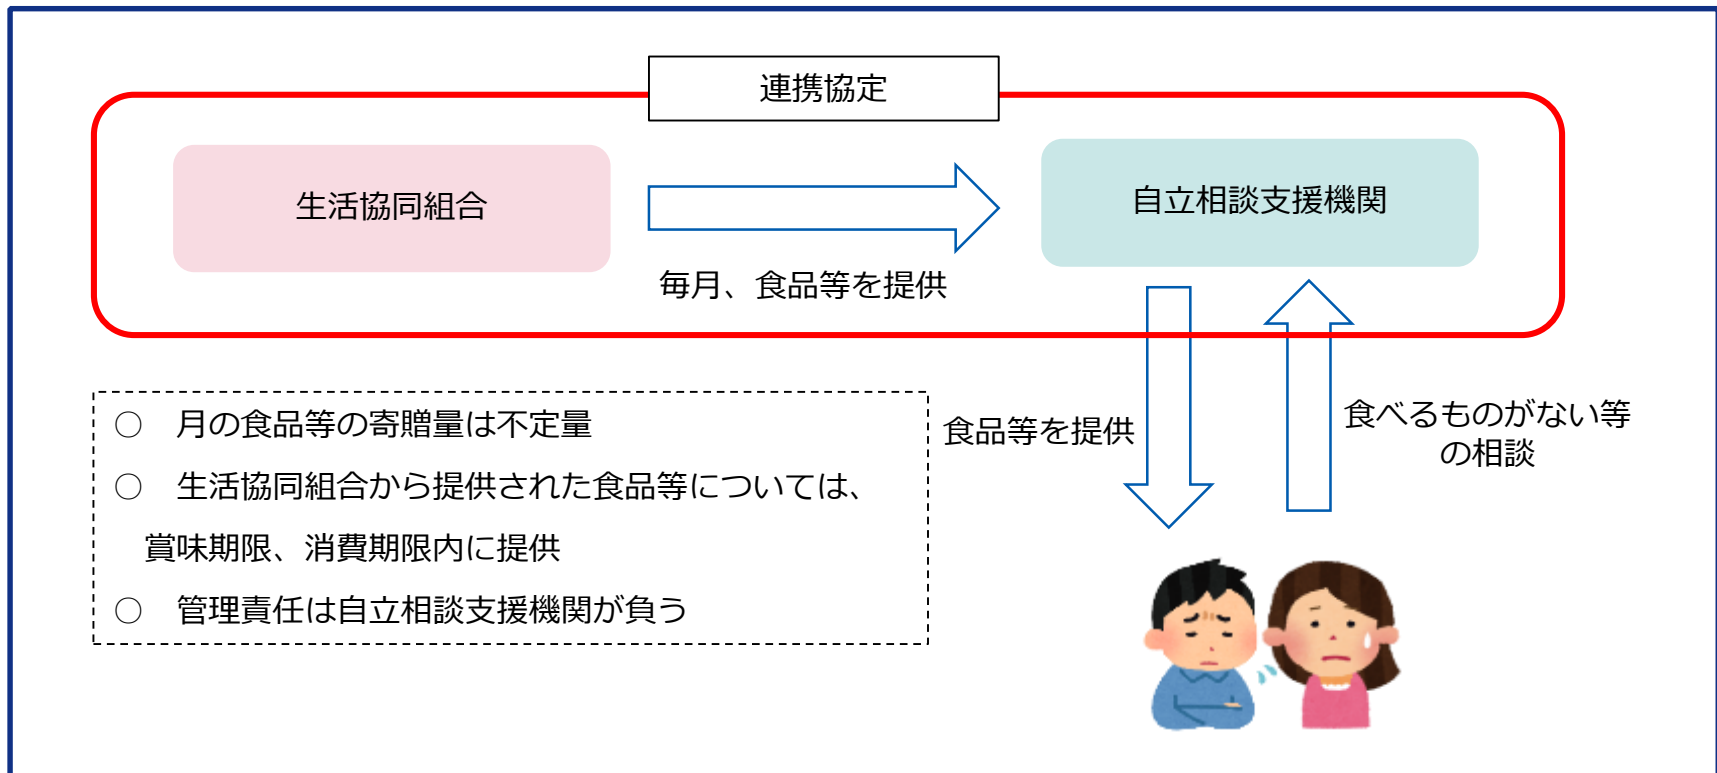 連携協定
生活協同組合
自立相談支援機関
毎月、食品等を提供
○　月の食品等の寄贈量は不定量
○　生活協同組合から提供された食品等については、
賞味期限、消費期限内に提供
○　管理責任は自立相談支援機関が負う
食品等を提供
食べるものがない等
の相談